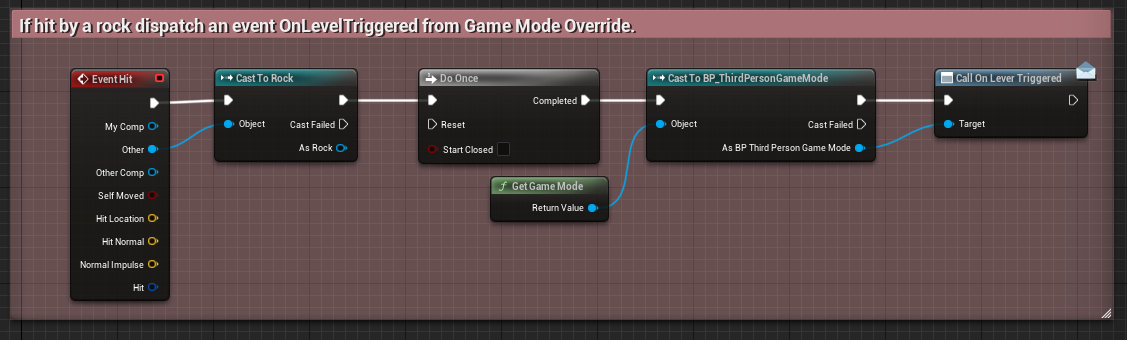 If hit by a rock dispatch an event OnLevelTriggered from Game Mode Override.
Event Hit
My Comp
Other
Other Comp
Self Moved
Hit Location
Hit Normal
Normal Impulse
Hit
Cast To Rock
Object
Cast Failed
As Rock
Do Once
Completed
Reset
Start Closed
f Get Game Mode
Return Value
Cast To BP_ThirdPersonGameMode
Object
Cast Failed
As BP Third Person Game Mode
Call On Lever Triggered
Target